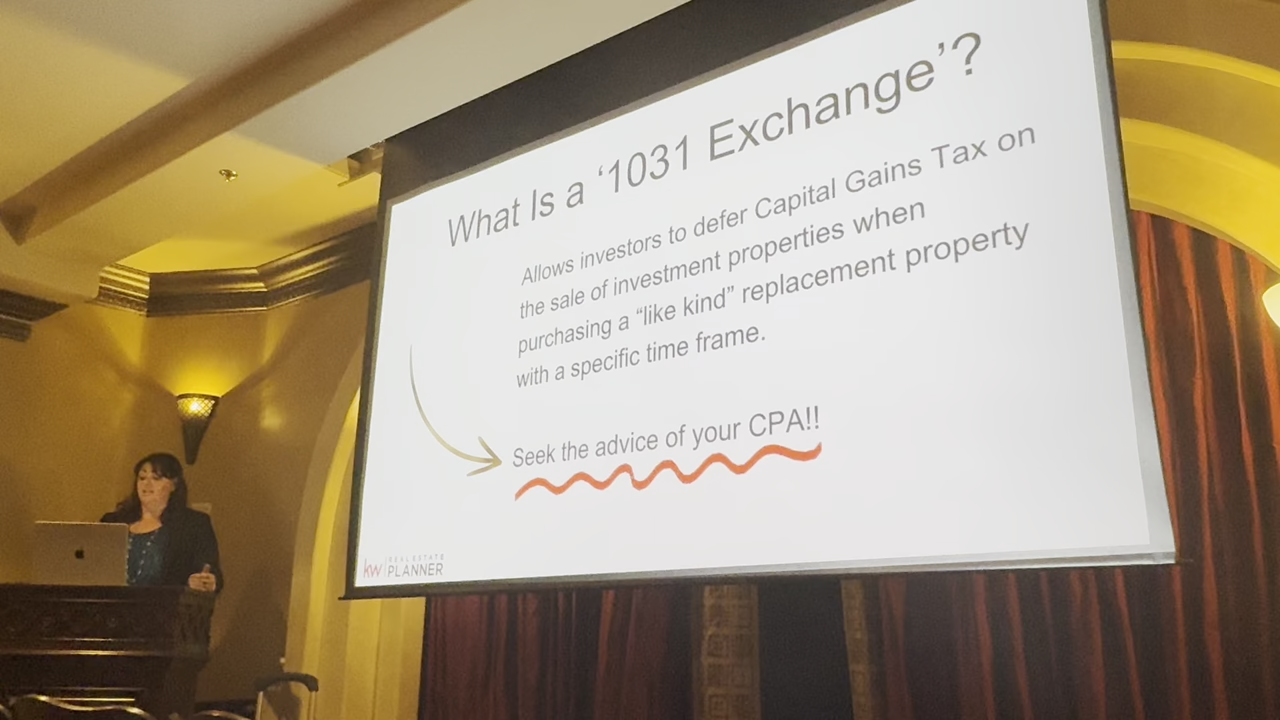 What Is a ‘1031 Exchange’?
Allows investors to defer Capital Gains Tax on
the sale of investment properties when
purchasing a “like kind” replacement property
with a specific time frame.
Seek the advice of your CPA!!
kw REAL ESTATE
PLANNER